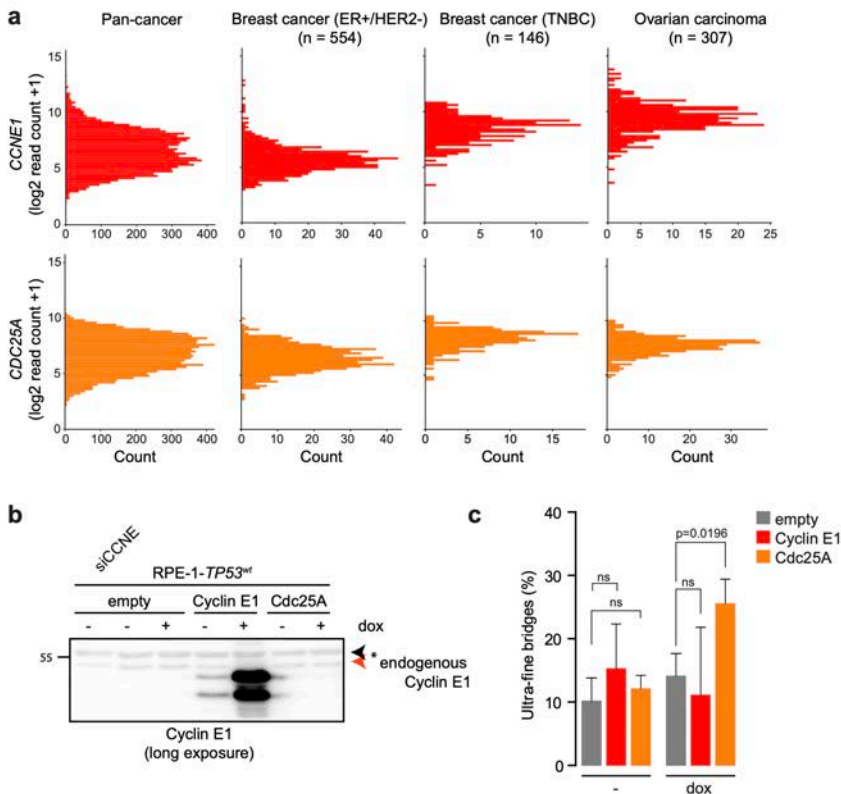 a
Pan-cancer
Breast cancer (ER+/HER2-)
(n = 554)
Breast cancer (TNBC)
(n = 146)
Ovarian carcinoma
(n = 307)
CCNE1
(log2 read count +1)
15
10
5
0
0 100 200 300 400
0 10 20 30 40
0 5 10
0 5 10 15 20 25
CDC25A
(log2 read count +1)
15
10
5
0
0 100 200 300 400
0 20 40
0 5 10 15
0 10 20 30
Count Count Count Count
b
siCCNE
RPE-1-TP53wt
empty Cyclin E1 Cdc25A
- - + - + - + dox
55
*
endogenous
Cyclin E1
Cyclin E1
(long exposure)
c
Ultra-fine bridges (%)
40
30
20
10
0
empty
Cyclin E1
Cdc25A
p=0.0196
ns
ns
ns
- dox